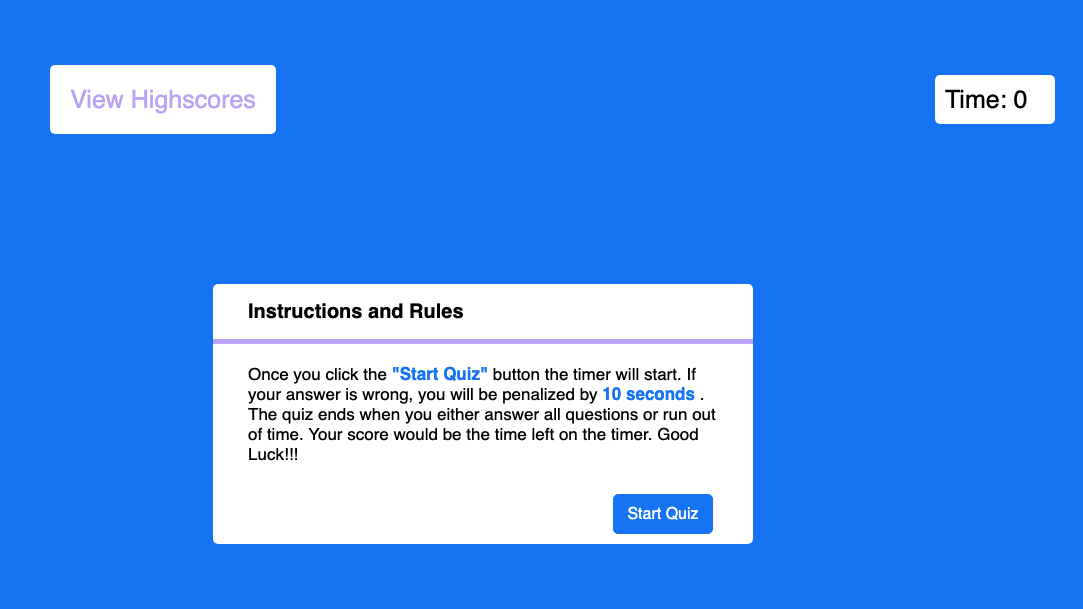 View Highscores
Time: 0
Instructions and Rules
Once you click the "Start Quiz" button the timer will start. If
your answer is wrong, you will be penalized by 10 seconds .
The quiz ends when you either answer all questions or run out
of time. Your score would be the time left on the timer. Good
Luck!!!
Start Quiz